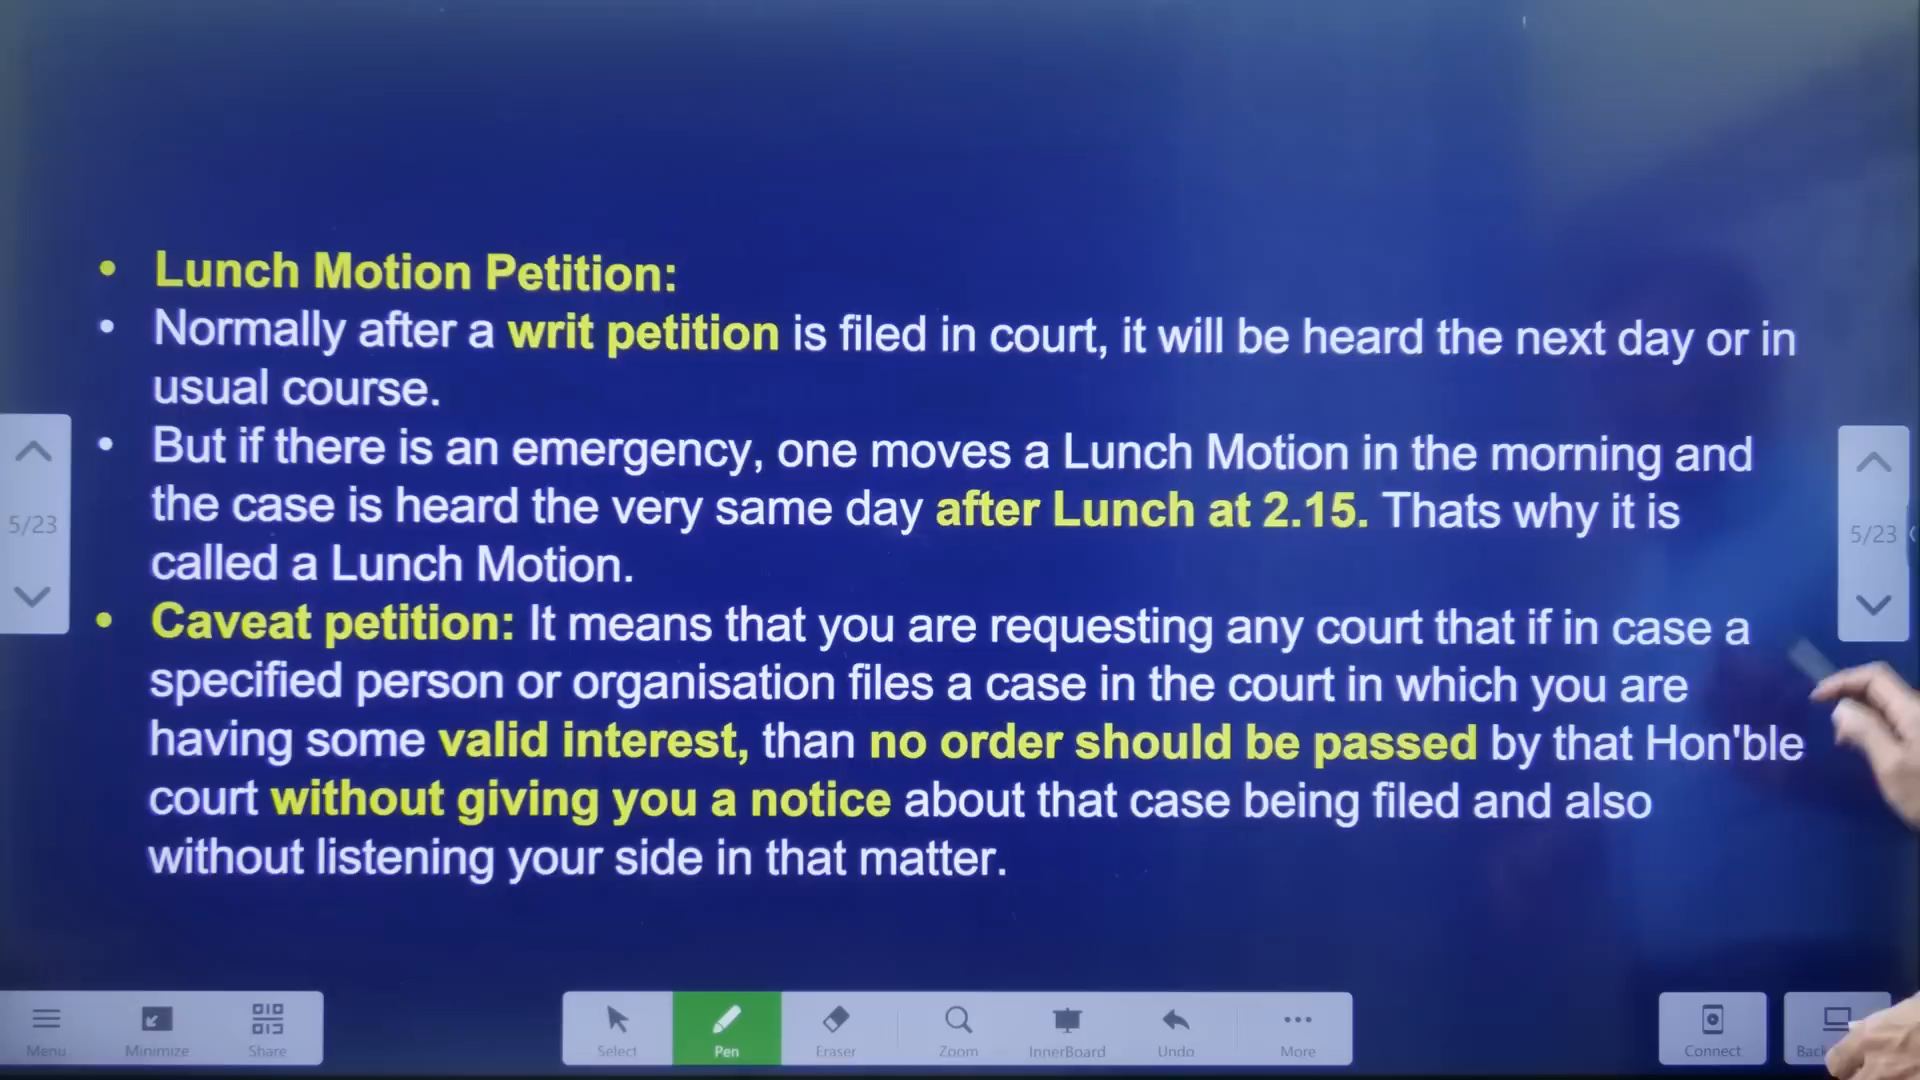 • Lunch Motion Petition:
• Normally after a writ petition is filed in court, it will be heard the next day or in
usual course.
• But if there is an emergency, one moves a Lunch Motion in the morning and
the case is heard the very same day after Lunch at 2.15. Thats why it is
called a Lunch Motion.
• Caveat petition: It means that you are requesting any court that if in case a
specified person or organisation files a case in the court in which you are
having some valid interest, than no order should be passed by that Hon'ble
court without giving you a notice about that case being filed and also
without listening your side in that matter.
5/23
5/23
Menu Minimize Share
Select Pen Eraser Zoom InnerBoard Undo More
Connect